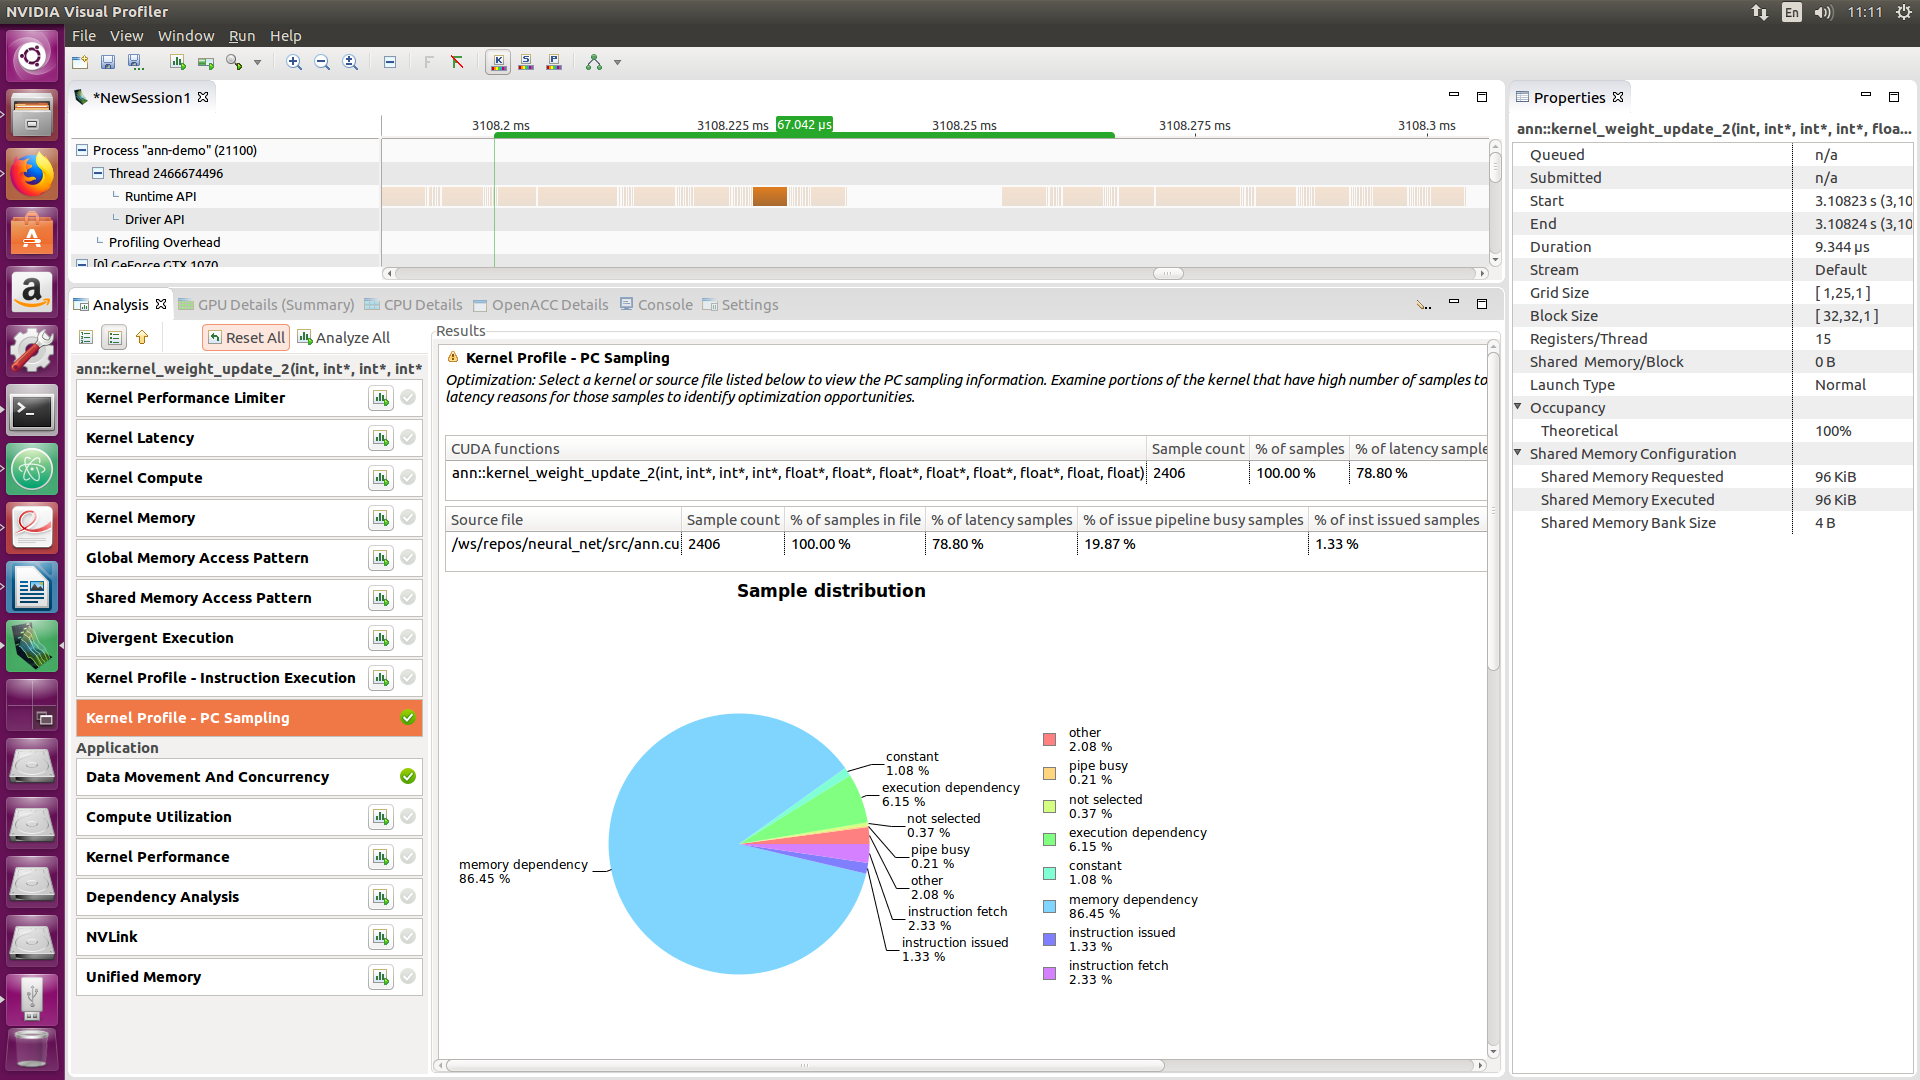 NVIDIA Visual Profiler
En
11:11
File View Window Run Help
*NewSession1
3108.2 ms
3108.225 ms
67.042 µs
3108.25 ms
3108.275 ms
3108.3 ms
Process "ann-demo" (21100)
Thread 2466674496
Runtime API
Driver API
Profiling Overhead
[0] GeForce GTX 1070
Analysis
GPU Details (Summary)
CPU Details
OpenACC Details
Console
Settings
Reset All
Analyze All
ann::kernel_weight_update_2(int, int*, int*, int*
Kernel Performance Limiter
Kernel Latency
Kernel Compute
Kernel Memory
Global Memory Access Pattern
Shared Memory Access Pattern
Divergent Execution
Kernel Profile - Instruction Execution
Kernel Profile - PC Sampling
Application
Data Movement And Concurrency
Compute Utilization
Kernel Performance
Dependency Analysis
NVLink
Unified Memory
Results
Kernel Profile - PC Sampling
Optimization: Select a kernel or source file listed below to view the PC sampling information. Examine portions of the kernel that have high number of samples to
latency reasons for those samples to identify optimization opportunities.
CUDA functions Sample count % of samples % of latency sample
ann::kernel_weight_update_2(int, int*, int*, int*, float*, float*, float*, float*, float*, float*, float, float) 2406 100.00 % 78.80 %
Source file Sample count % of samples in file % of latency samples % of issue pipeline busy samples % of inst issued samples
/ws/repos/neural_net/src/ann.cu 2406 100.00 % 78.80 % 19.87 % 1.33 %
Sample distribution
constant
1.08 %
execution dependency
6.15 %
not selected
0.37 %
pipe busy
0.21 %
other
2.08 %
instruction fetch
2.33 %
instruction issued
1.33 %
memory dependency
86.45 %
other
2.08 %
pipe busy
0.21 %
not selected
0.37 %
execution dependency
6.15 %
constant
1.08 %
memory dependency
86.45 %
instruction issued
1.33 %
instruction fetch
2.33 %
Properties
ann::kernel_weight_update_2(int, int*, int*, int*, floa...
Queued n/a
Submitted n/a
Start 3.10823 s (3,10
End 3.10824 s (3,10
Duration 9.344 µs
Stream Default
Grid Size [ 1,25,1 ]
Block Size [ 32,32,1 ]
Registers/Thread 15
Shared Memory/Block 0 B
Launch Type Normal
Occupancy
Theoretical 100%
Shared Memory Configuration
Shared Memory Requested 96 KiB
Shared Memory Executed 96 KiB
Shared Memory Bank Size 4 B